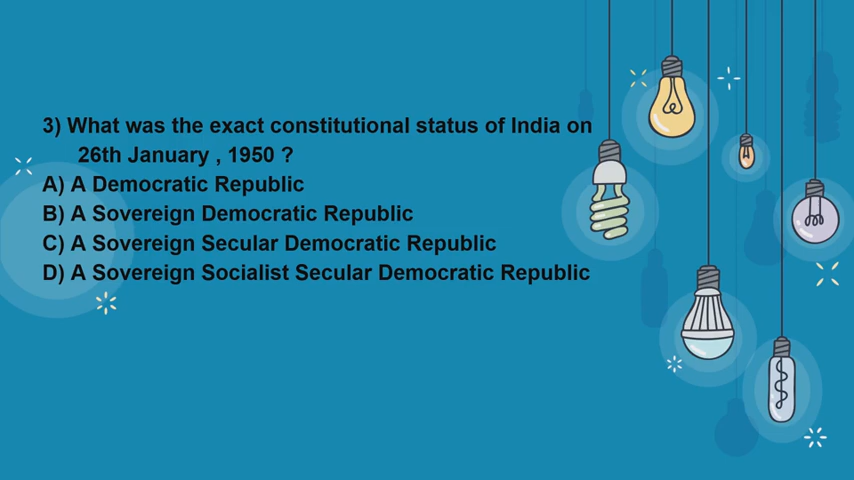 3) What was the exact constitutional status of India on
26th January , 1950 ?
A) A Democratic Republic
B) A Sovereign Democratic Republic
C) A Sovereign Secular Democratic Republic
D) A Sovereign Socialist Secular Democratic Republic